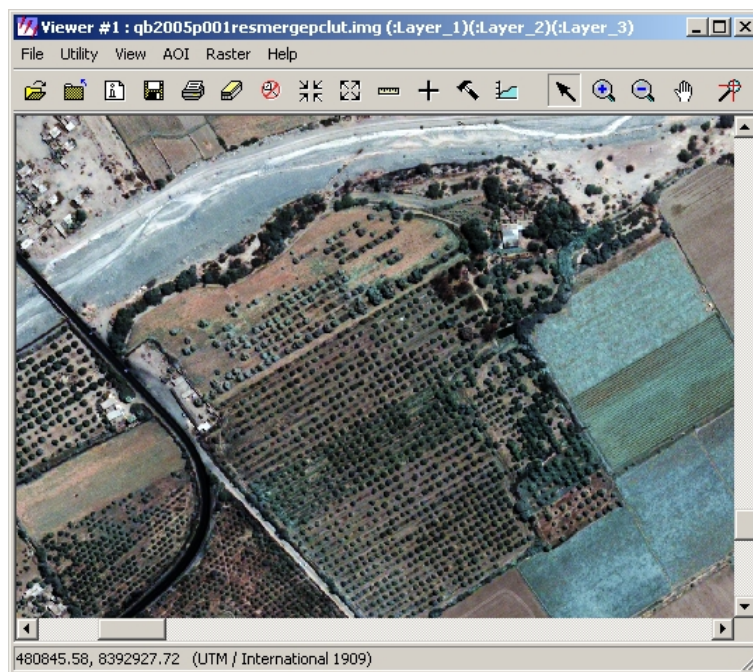 Viewer #1 : qb2005p001resmergepclut.img (:Layer_1)(:Layer_2)(:Layer_3)
File Utility View AOI Raster Help
480845.58, 8392927.72 (UTM / International 1909)